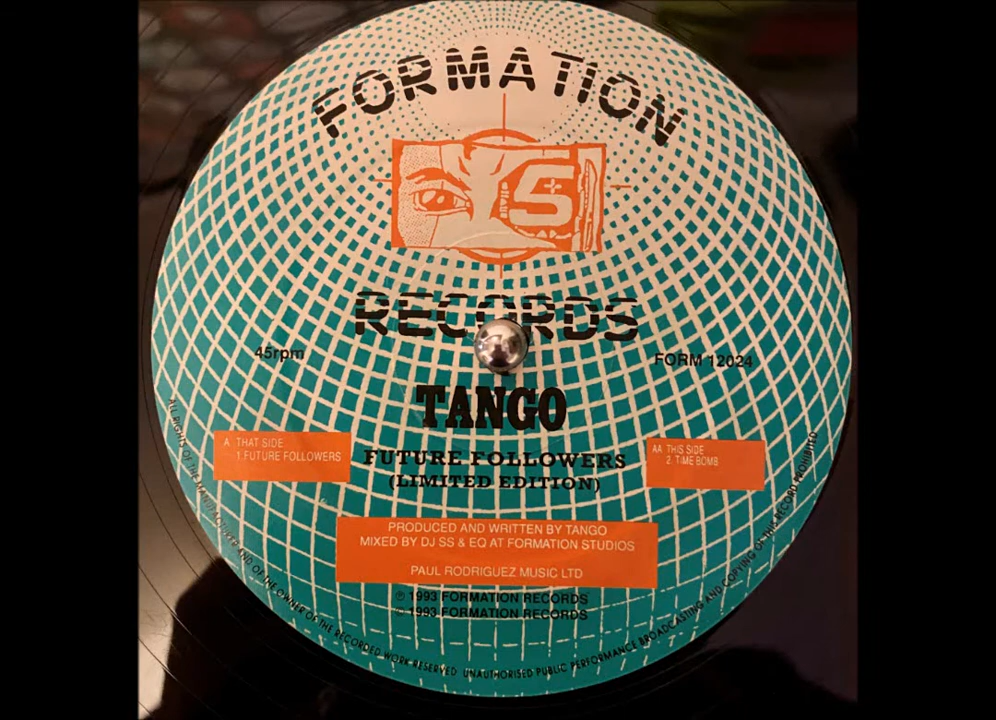 FORMATION
RECORDS
45rpm
FORM 12024
TANGO
A THAT SIDE
1.FUTURE FOLLOWERS
FUTURE FOLLOWERS
(LIMITED EDITION)
AA THIS SIDE
2. TIME BOMB
PRODUCED AND WRITTEN BY TANGO
MIXED BY DJ SS & EQ AT FORMATION STUDIOS
PAUL RODRIGUEZ MUSIC LTD
℗ 1993 FORMATION RECORDS
© 1993 FORMATION RECORDS
ALL RIGHTS OF THE MANUFACTURER AND OF THE OWNER OF THE RECORDED WORK RESERVED UNAUTHORISED PUBLIC PERFORMANCE BROADCASTING AND COPYING OF THIS RECORD PROHIBITED